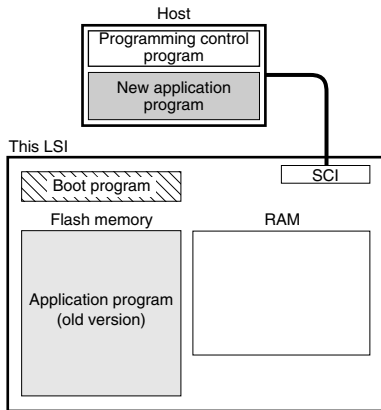 Host
Programming control
program
New application
program
This LSI
SCI
Boot program
Flash memory
RAM
Application program
(old version)